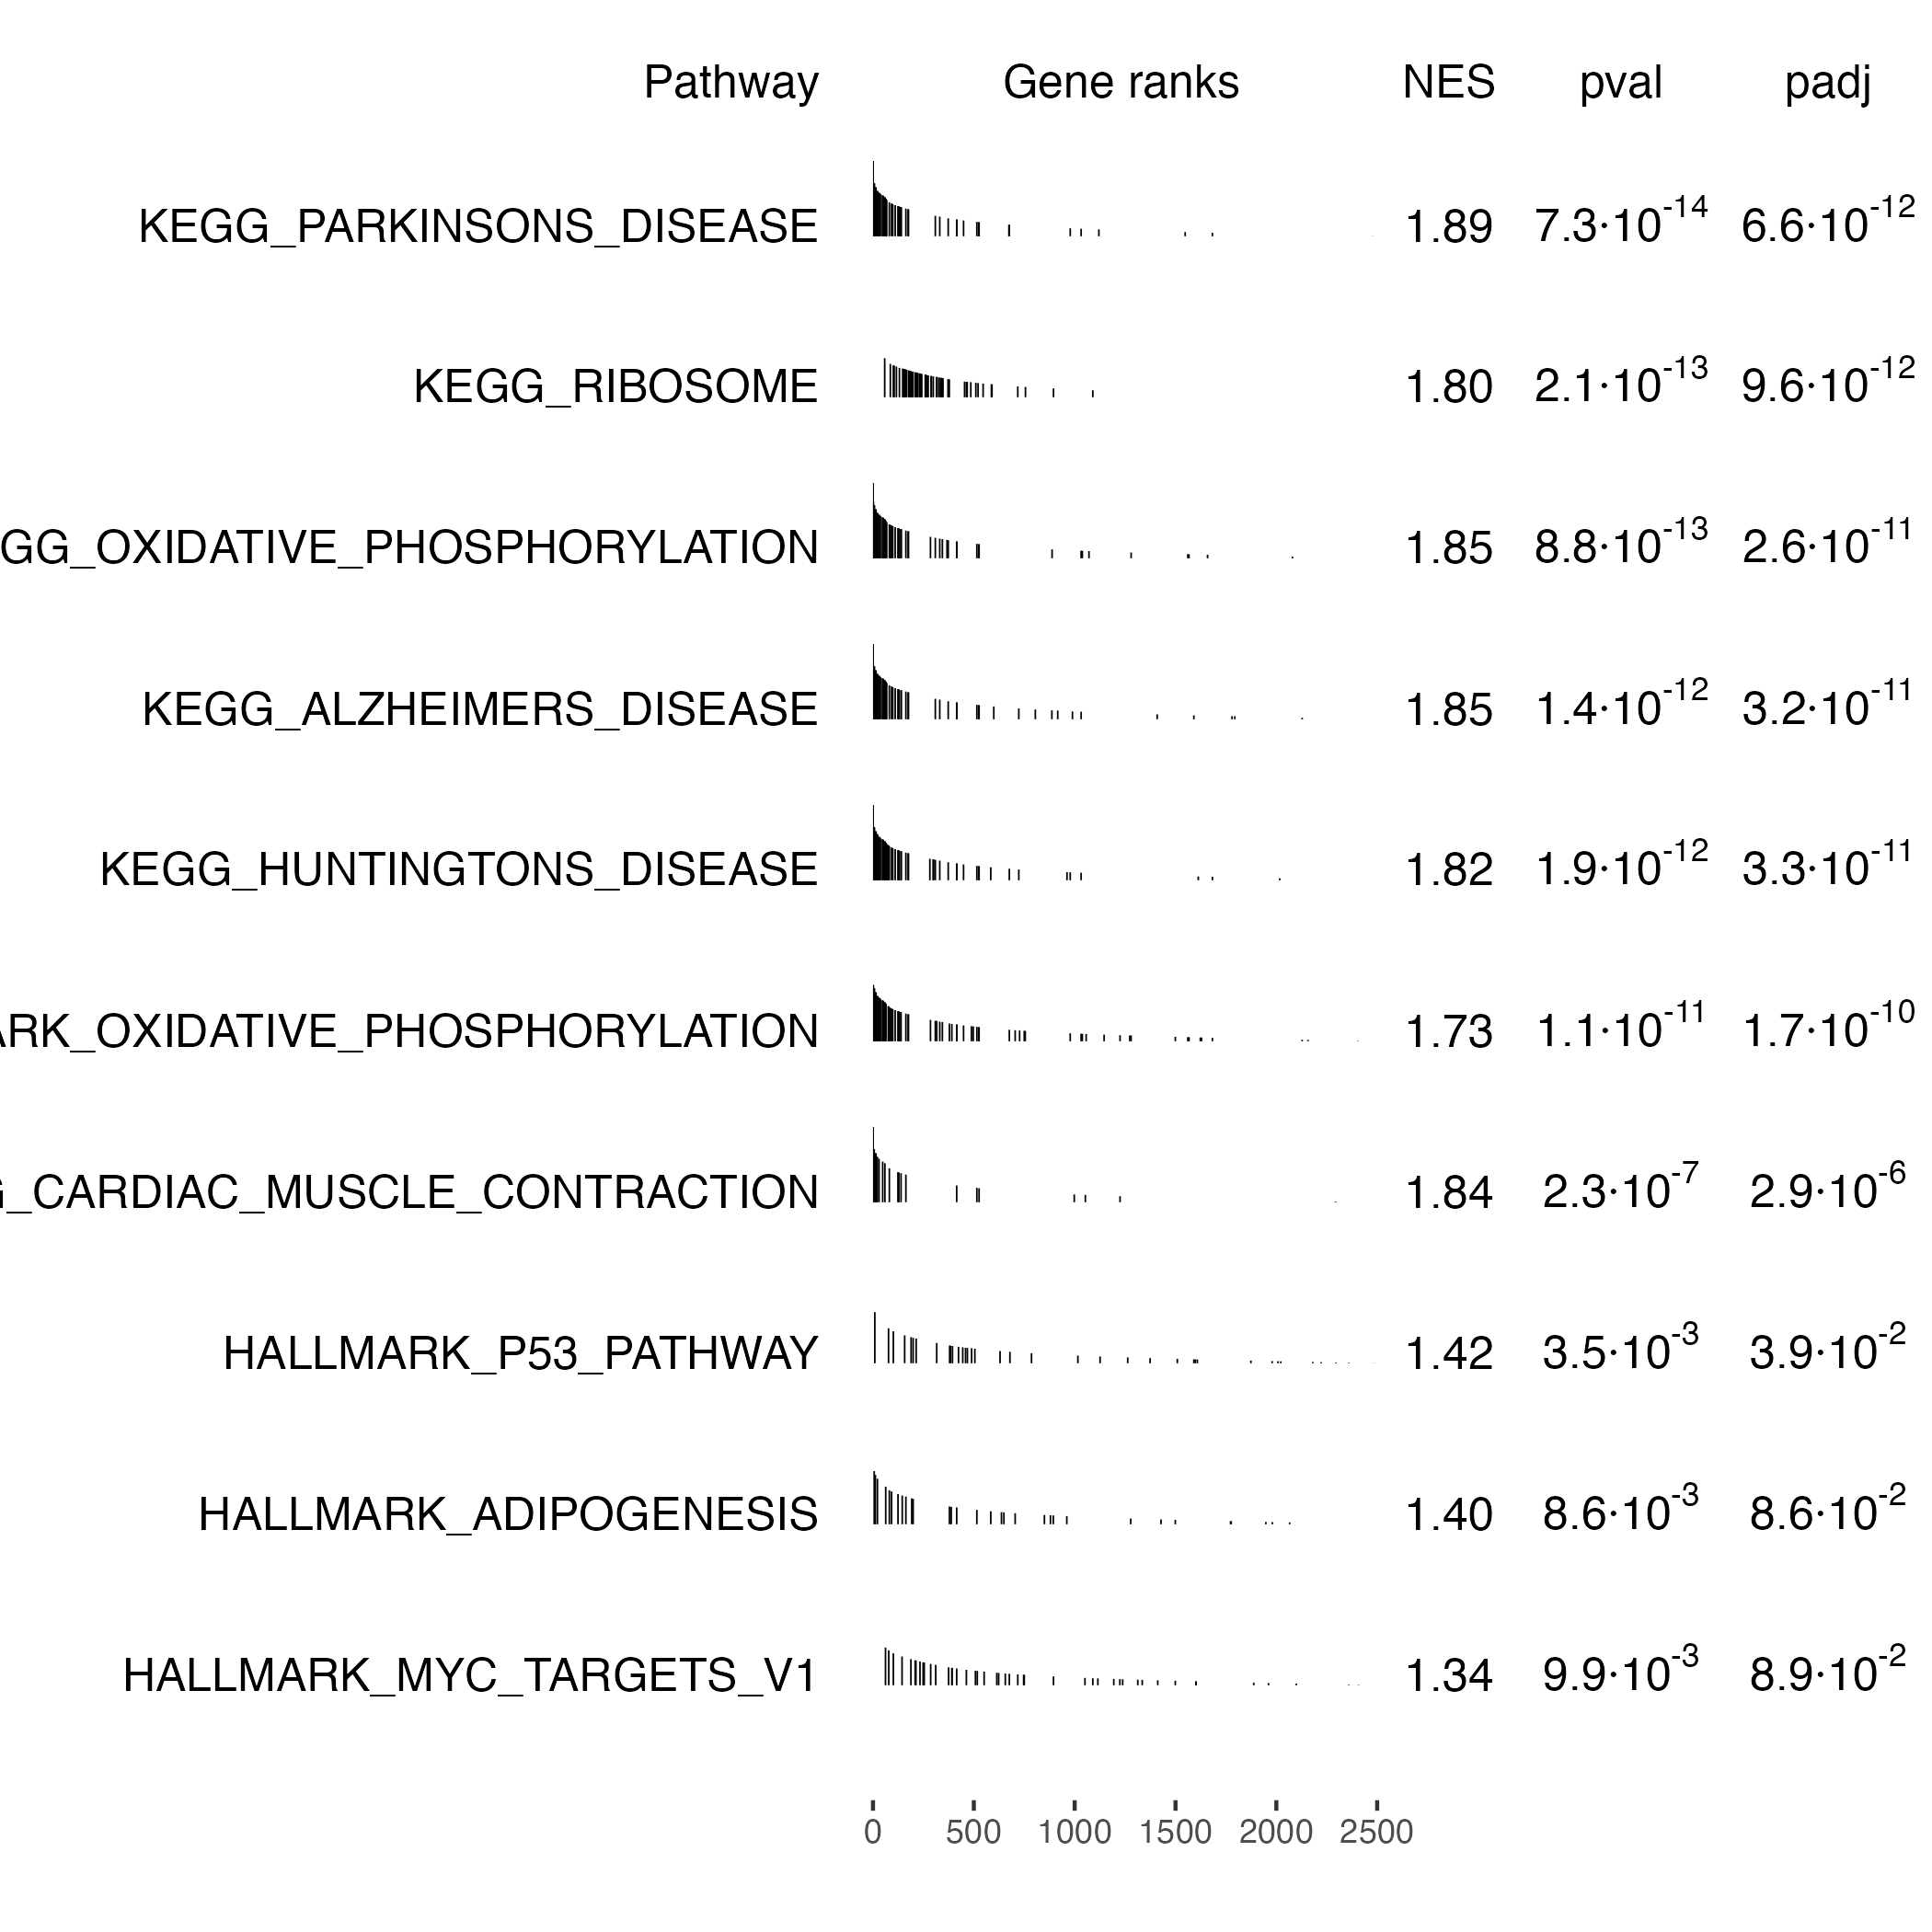 Pathway Gene ranks NES pval padj
KEGG_PARKINSONS_DISEASE 1.89 7.3·10^-14 6.6·10^-12
KEGG_RIBOSOME 1.80 2.1·10^-13 9.6·10^-12
GG_OXIDATIVE_PHOSPHORYLATION 1.85 8.8·10^-13 2.6·10^-11
KEGG_ALZHEIMERS_DISEASE 1.85 1.4·10^-12 3.2·10^-11
KEGG_HUNTINGTONS_DISEASE 1.82 1.9·10^-12 3.3·10^-11
ARK_OXIDATIVE_PHOSPHORYLATION 1.73 1.1·10^-11 1.7·10^-10
G_CARDIAC_MUSCLE_CONTRACTION 1.84 2.3·10^-7 2.9·10^-6
HALLMARK_P53_PATHWAY 1.42 3.5·10^-3 3.9·10^-2
HALLMARK_ADIPOGENESIS 1.40 8.6·10^-3 8.6·10^-2
HALLMARK_MYC_TARGETS_V1 1.34 9.9·10^-3 8.9·10^-2
0 500 1000 1500 2000 2500